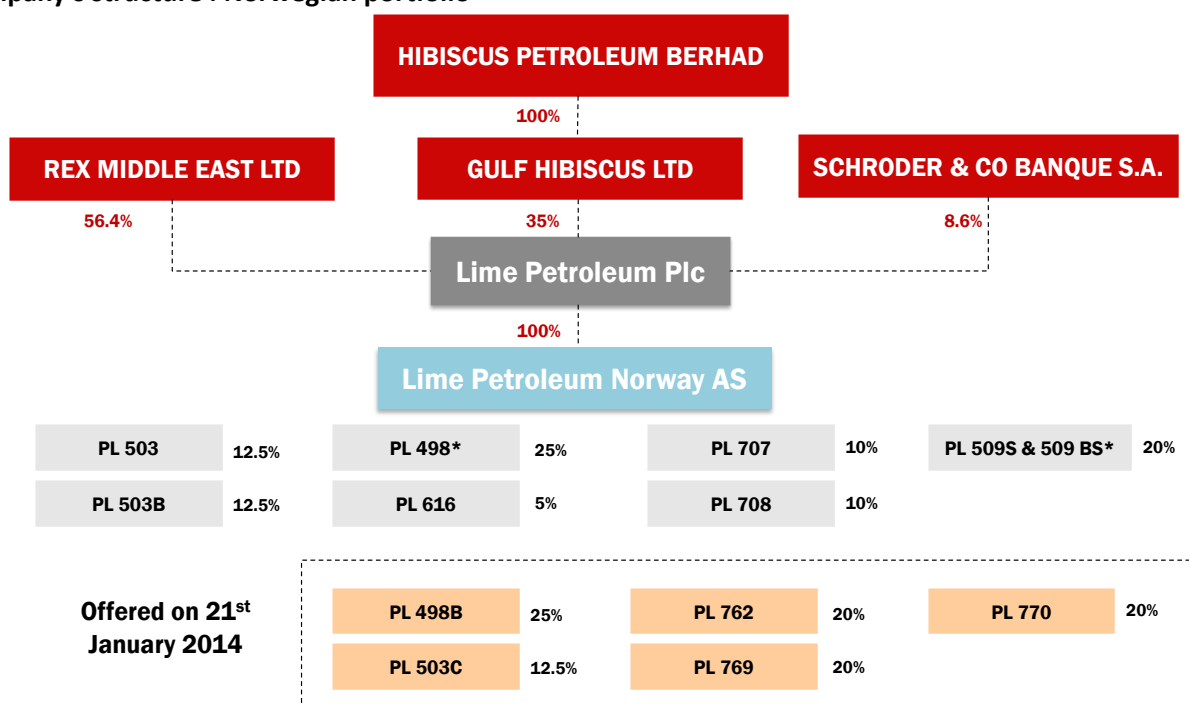 HIBISCUS PETROLEUM BERHAD
100%
REX MIDDLE EAST LTD
GULF HIBISCUS LTD
SCHRODER & CO BANQUE S.A.
56.4%
35%
8.6%
Lime Petroleum Plc
100%
Lime Petroleum Norway AS
PL 503 12.5%
PL 498* 25%
PL 707 10%
PL 509S & 509 BS* 20%
PL 503B 12.5%
PL 616 5%
PL 708 10%
Offered on 21st
January 2014
PL 498B 25%
PL 762 20%
PL 770 20%
PL 503C 12.5%
PL 769 20%